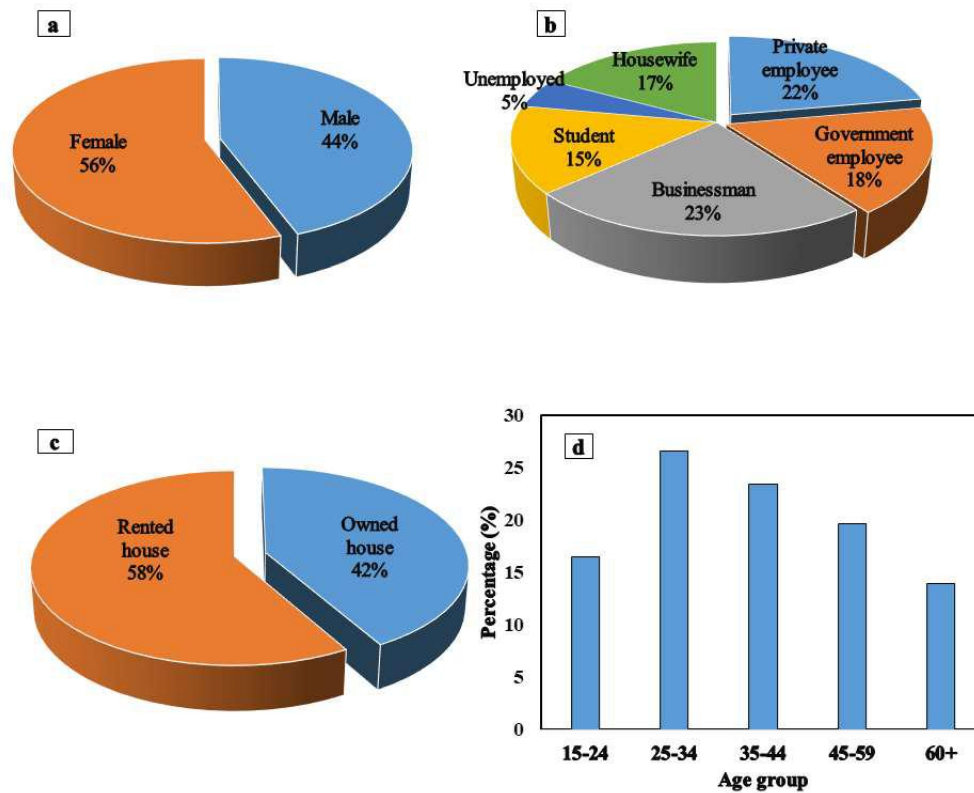 a
Male
44%
Female
56%
b
Private
employee
22%
Government
employee
18%
Businessman
23%
Student
15%
Unemployed
5%
Housewife
17%
c
Owned
house
42%
Rented
house
58%
d
Percentage (%)
30
25
20
15
10
5
0
15-24 25-34 35-44 45-59 60+
Age group